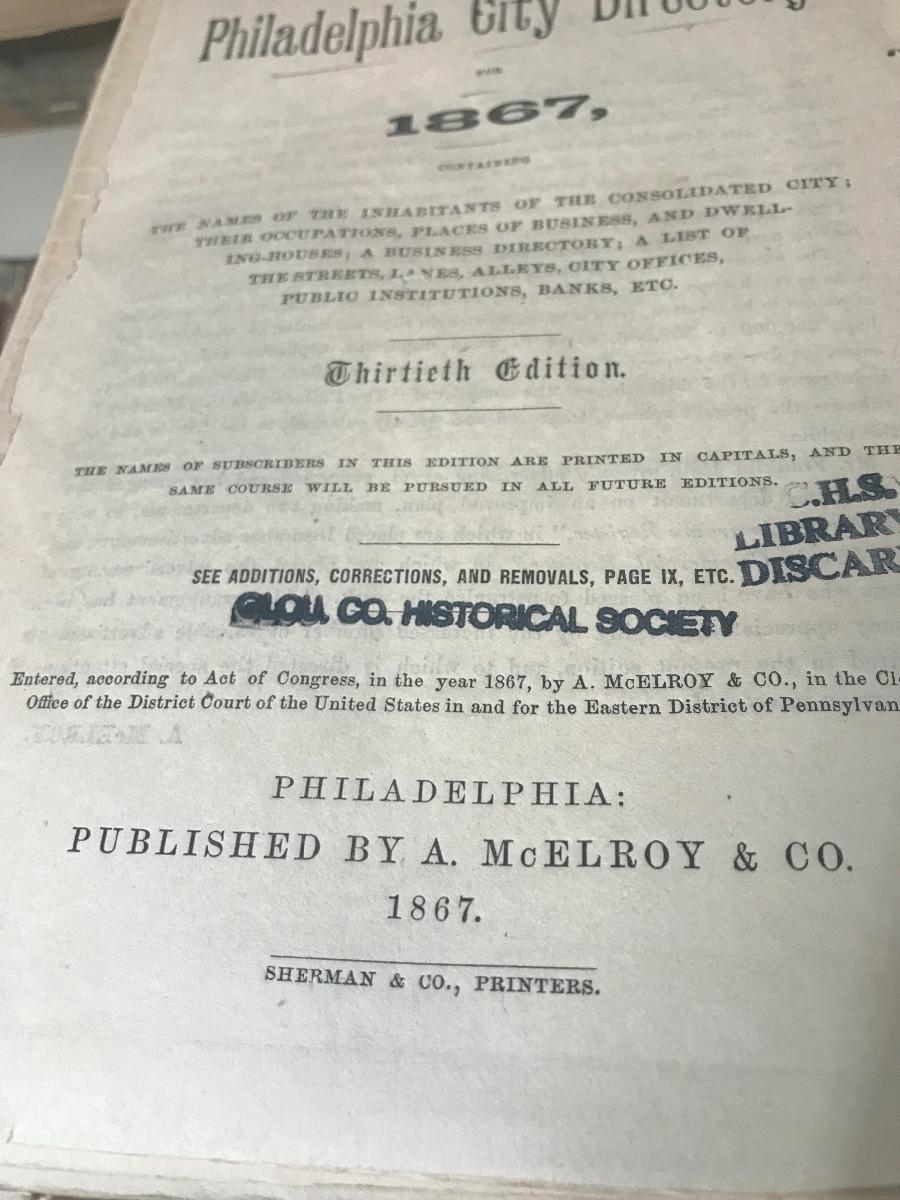 Philadelphia City Directory
FOR
1867,
CONTAINING
THE NAMES OF THE INHABITANTS OF THE CONSOLIDATED CITY;
THEIR OCCUPATIONS, PLACES OF BUSINESS, AND DWELL-
ING-HOUSES; A BUSINESS DIRECTORY; A LIST OF
THE STREETS, LANES, ALLEYS, CITY OFFICES,
PUBLIC INSTITUTIONS, BANKS, ETC.
Thirtieth Edition.
THE NAMES OF SUBSCRIBERS IN THIS EDITION ARE PRINTED IN CAPITALS, AND THE
SAME COURSE WILL BE PURSUED IN ALL FUTURE EDITIONS.
C.H.S.
LIBRARY
DISCAR
SEE ADDITIONS, CORRECTIONS, AND REMOVALS, PAGE IX, ETC.
GLOU. CO. HISTORICAL SOCIETY
Entered, according to Act of Congress, in the year 1867, by A. McELROY & CO., in the Cl
Office of the District Court of the United States in and for the Eastern District of Pennsylvan
PHILADELPHIA:
PUBLISHED BY A. McELROY & CO.
1867.
SHERMAN & CO., PRINTERS.